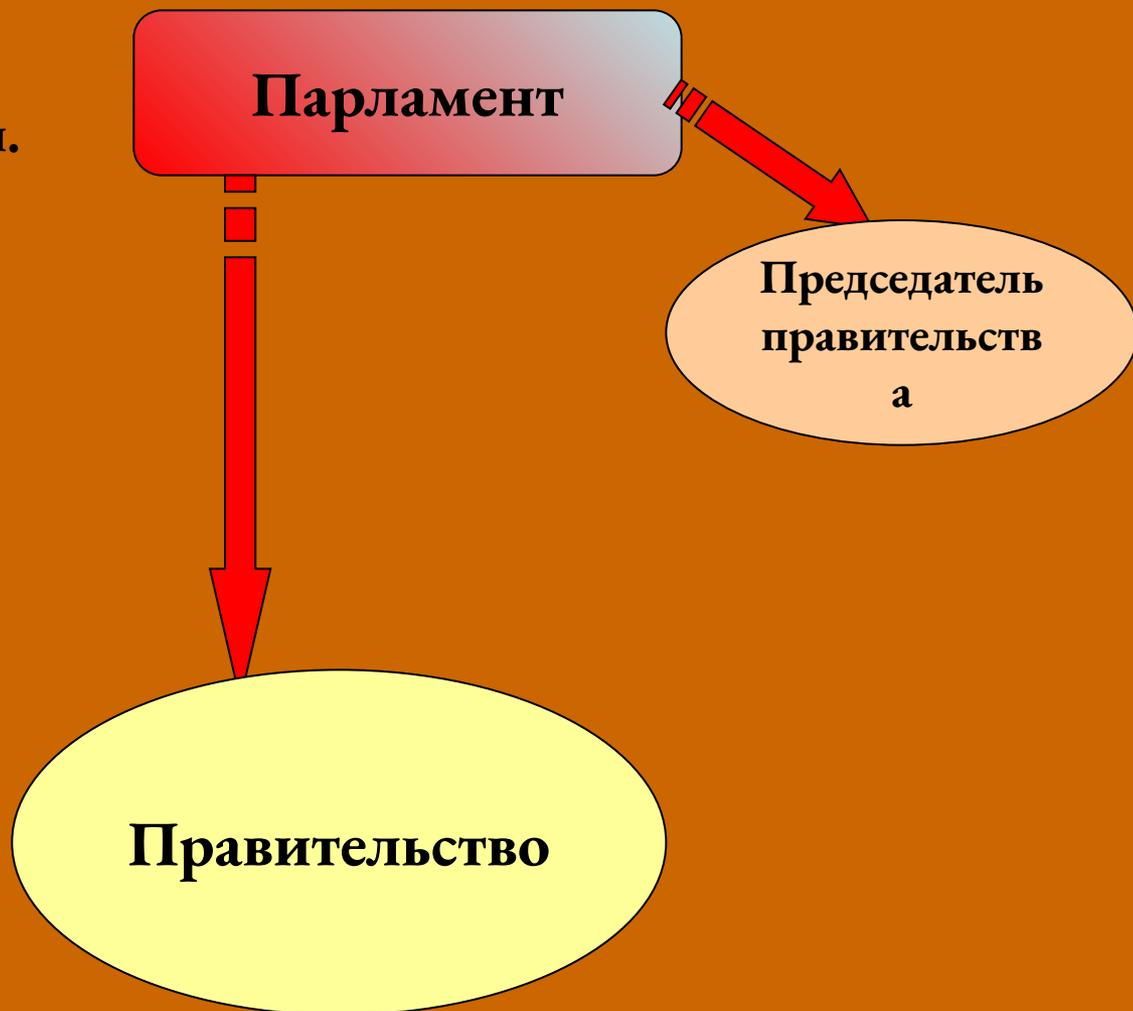 Парламент
Председатель
правительств
а
Правительство